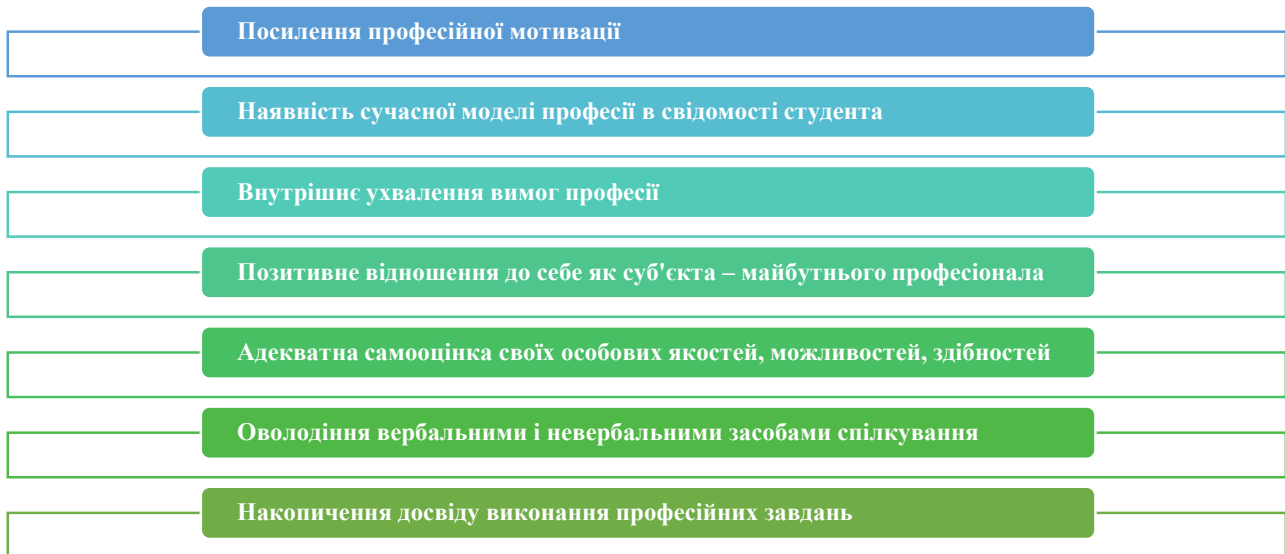 Посилення професійної мотивації
Наявність сучасної моделі професії в свідомості студента
Внутрішнє ухвалення вимог професії
Позитивне відношення до себе як суб'єкта – майбутнього професіонала
Адекватна самооцінка своїх особових якостей, можливостей, здібностей
Оволодіння вербальними і невербальними засобами спілкування
Накопичення досвіду виконання професійних завдань